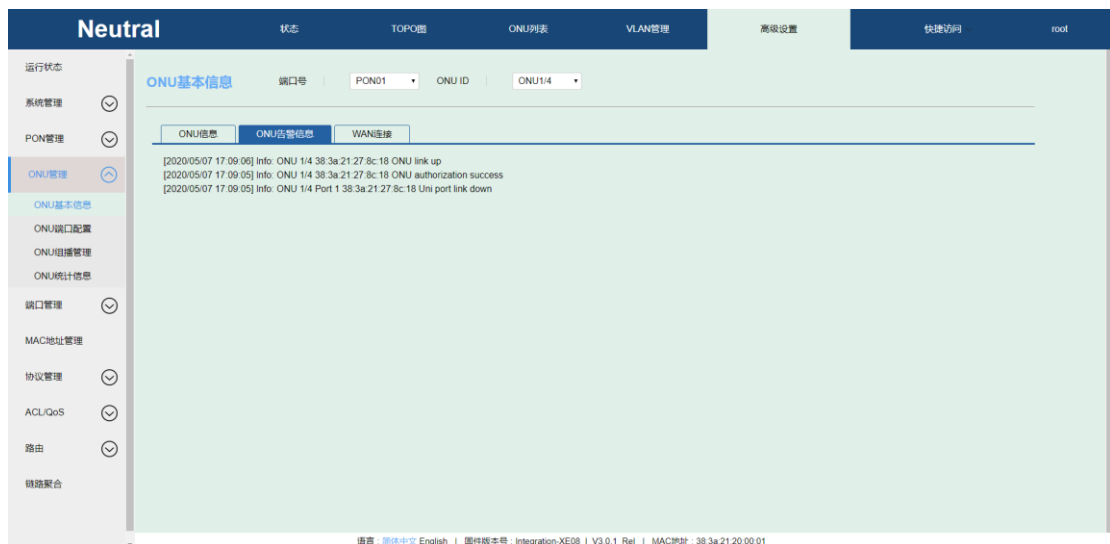 Neutral 状态 TOPO图 ONU列表 VLAN管理 高级设置 快捷访问 root
运行状态
系统管理
PON管理
ONU管理
ONU基本信息
ONU端口配置
ONU组播管理
ONU统计信息
端口管理
MAC地址管理
协议管理
ACL/QoS
路由
链路聚合
ONU基本信息 端口号 PON01 ONU ID ONU1/4
ONU信息 ONU告警信息 WAN连接
[2020/05/07 17:09:06] Info: ONU 1/4 38:3a:21:27:8c:18 ONU link up
[2020/05/07 17:09:05] Info: ONU 1/4 38:3a:21:27:8c:18 ONU authorization success
[2020/05/07 17:09:05] Info: ONU 1/4 Port 1 38:3a:21:27:8c:18 Uni port link down
语言 : 简体中文 English | 固件版本号 : Integration-XE08 | V3.0.1_Rel | MAC地址 : 38:3a:21:20:00:01